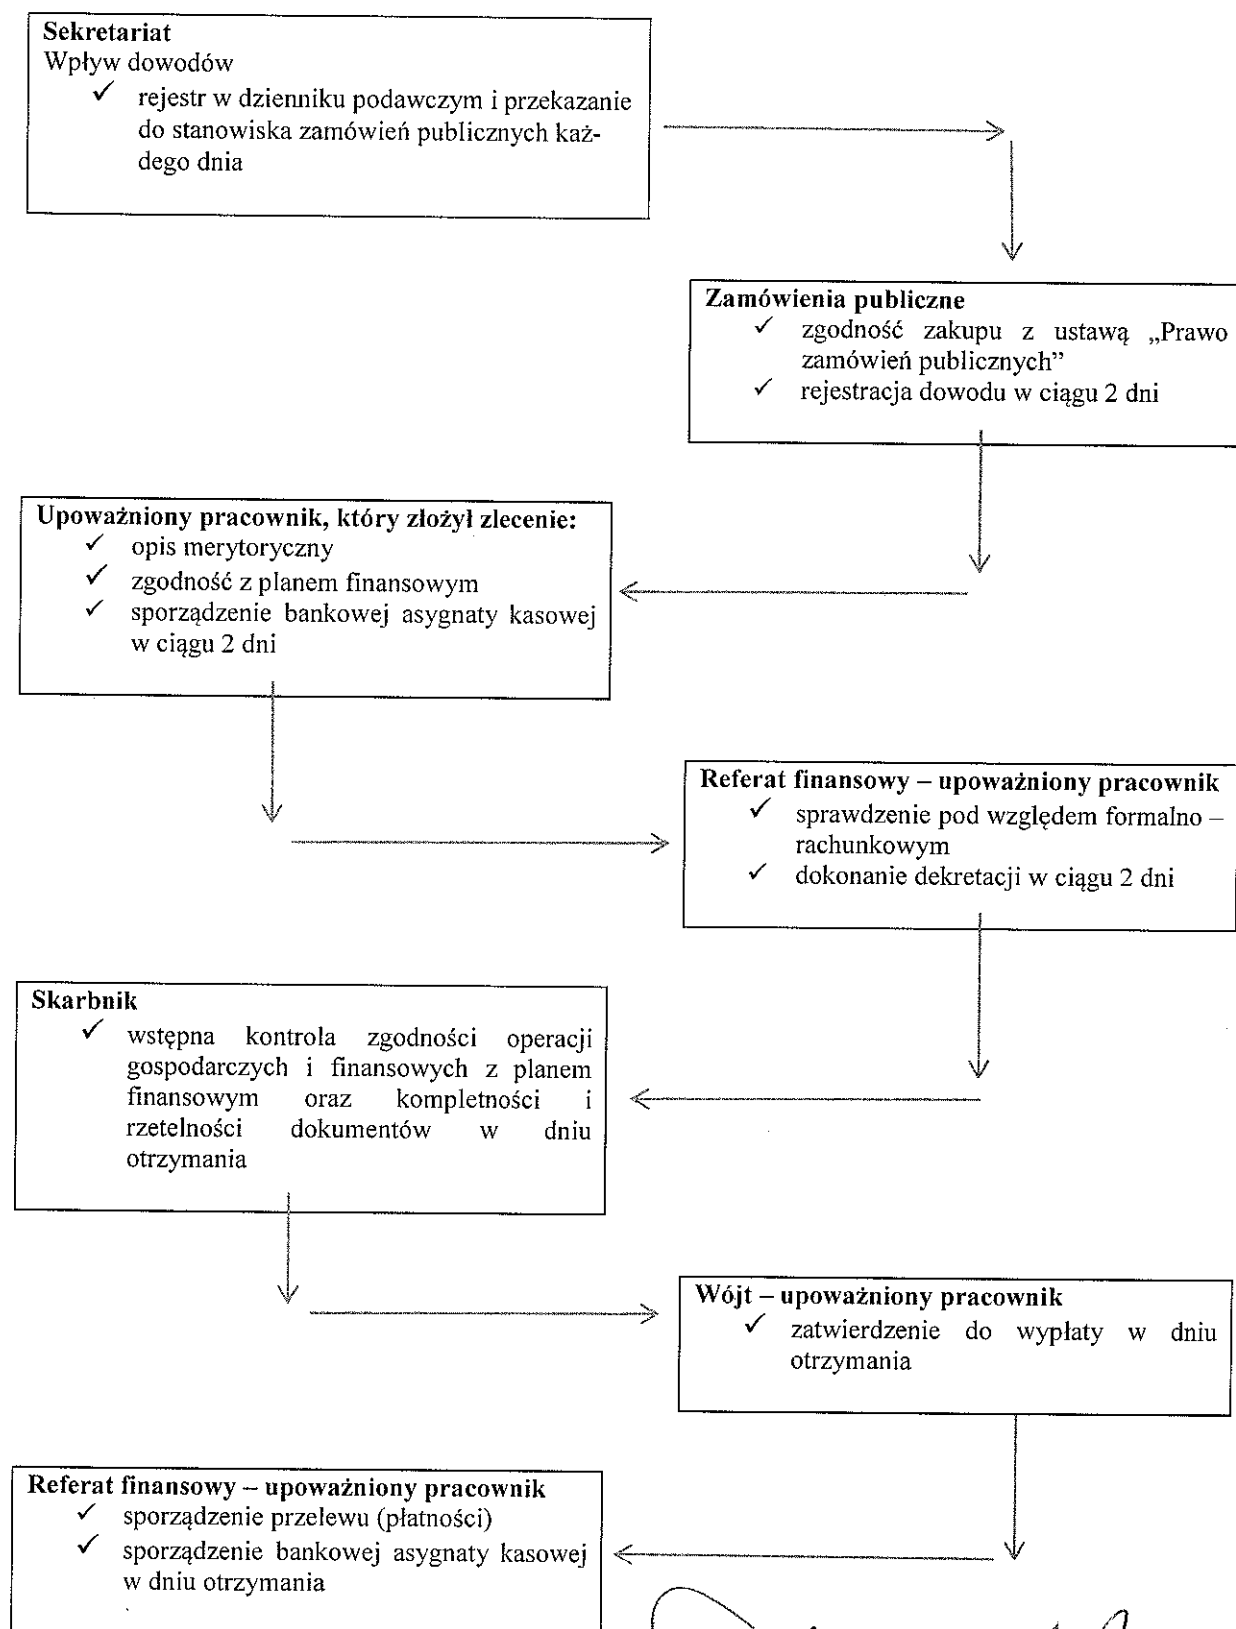 Sekretariat
Wpływ dowodów
✓ rejestr w dzienniku podawczym i przekazanie
do stanowiska zamówień publicznych każ-
dego dnia
Zamówienia publiczne
✓ zgodność zakupu z ustawą „Prawo
zamówień publicznych”
✓ rejestracja dowodu w ciągu 2 dni
Upoważniony pracownik, który złożył zlecenie:
✓ opis merytoryczny
✓ zgodność z planem finansowym
✓ sporządzenie bankowej asygnaty kasowej
w ciągu 2 dni
Referat finansowy – upoważniony pracownik
✓ sprawdzenie pod względem formalno –
rachunkowym
✓ dokonanie dekretacji w ciągu 2 dni
Skarbnik
✓ wstępna kontrola zgodności operacji
gospodarczych i finansowych z planem
finansowym oraz kompletności i
rzetelności dokumentów w dniu
otrzymania
Wójt – upoważniony pracownik
✓ zatwierdzenie do wypłaty w dniu
otrzymania
Referat finansowy – upoważniony pracownik
✓ sporządzenie przelewu (płatności)
✓ sporządzenie bankowej asygnaty kasowej
w dniu otrzymania